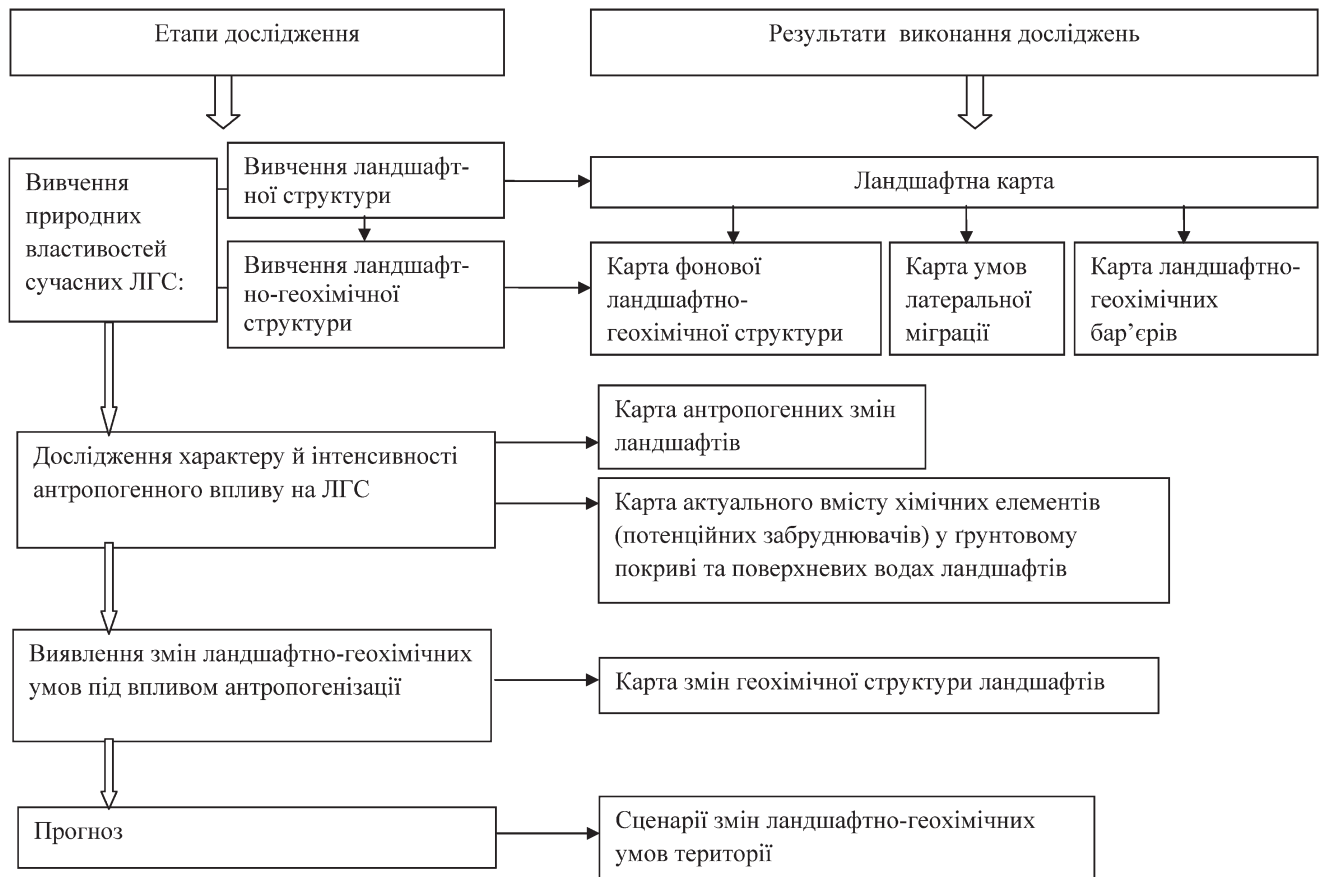 Етапи дослідження
Результати виконання досліджень
Вивчення
природних
властивостей
сучасних ЛГС:
Вивчення ландшафт-
ної структури
Ландшафтна карта
Вивчення ландшафт-
но-геохімічної
структури
Карта фонової
ландшафтно-
геохімічної структури
Карта умов
латеральної
міграції
Карта ландшафтно-
геохімічних
бар’єрів
Дослідження характеру й інтенсивності
антропогенного впливу на ЛГС
Карта антропогенних змін
ландшафтів
Карта актуального вмісту хімічних елементів
(потенційних забруднювачів) у ґрунтовому
покриві та поверхневих водах ландшафтів
Виявлення змін ландшафтно-геохімічних
умов під впливом антропогенізації
Карта змін геохімічної структури ландшафтів
Прогноз
Сценарії змін ландшафтно-геохімічних
умов території